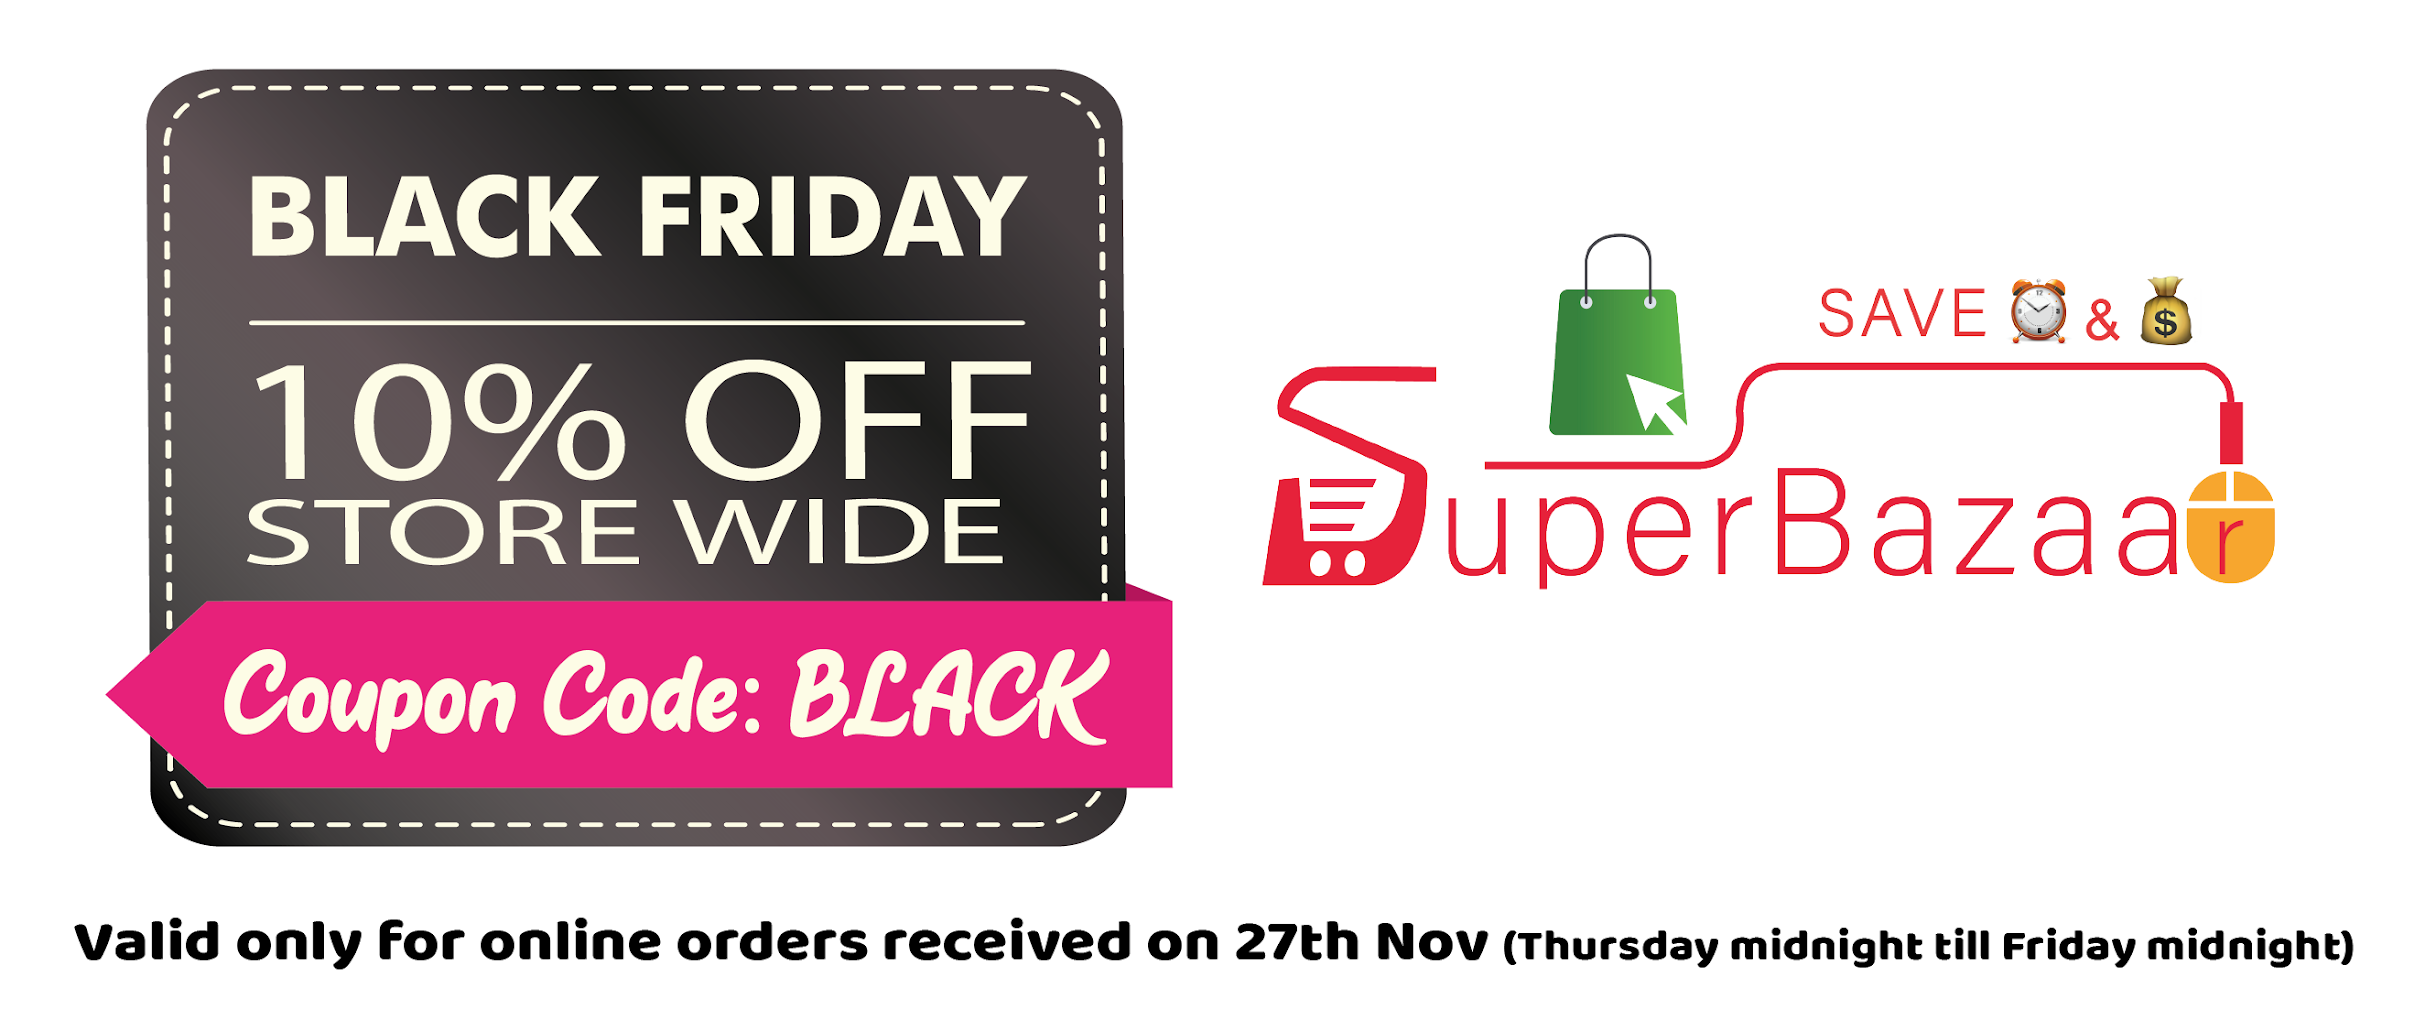 BLACK FRIDAY
10% OFF
STORE WIDE
Coupon Code: BLACK
SAVE & $
SuperBazaar
Valid only for online orders received on 27th Nov (Thursday midnight till Friday midnight)